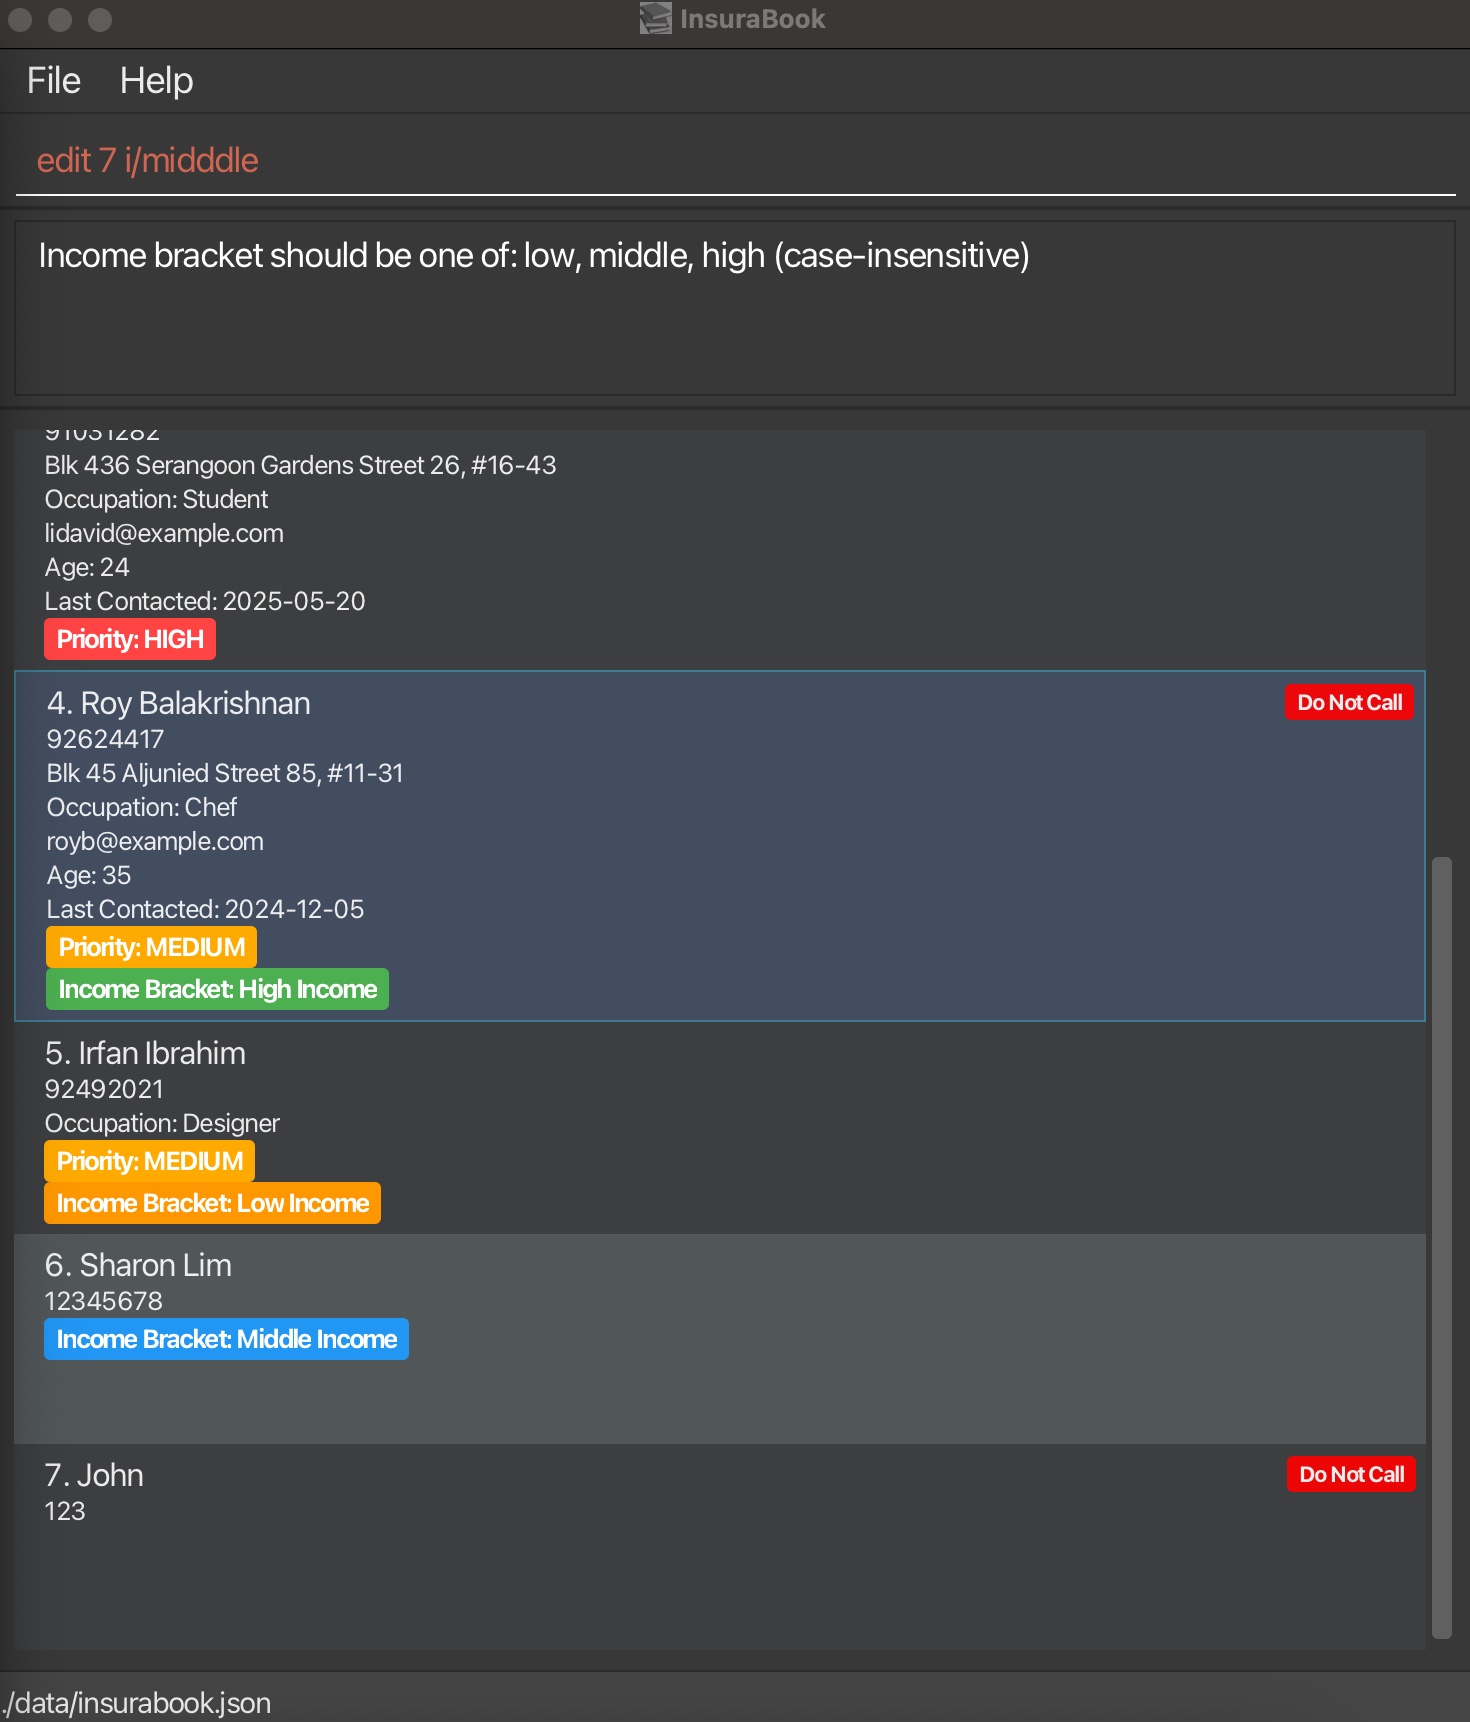 InsuraBook
File Help
edit 7 i/midddle
Income bracket should be one of: low, middle, high (case-insensitive)
91031282
Blk 436 Serangoon Gardens Street 26, #16-43
Occupation: Student
lidavid@example.com
Age: 24
Last Contacted: 2025-05-20
Priority: HIGH
4. Roy Balakrishnan Do Not Call
92624417
Blk 45 Aljunied Street 85, #11-31
Occupation: Chef
royb@example.com
Age: 35
Last Contacted: 2024-12-05
Priority: MEDIUM
Income Bracket: High Income
5. Irfan Ibrahim
92492021
Occupation: Designer
Priority: MEDIUM
Income Bracket: Low Income
6. Sharon Lim
12345678
Income Bracket: Middle Income
7. John Do Not Call
123
./data/insurabook.json